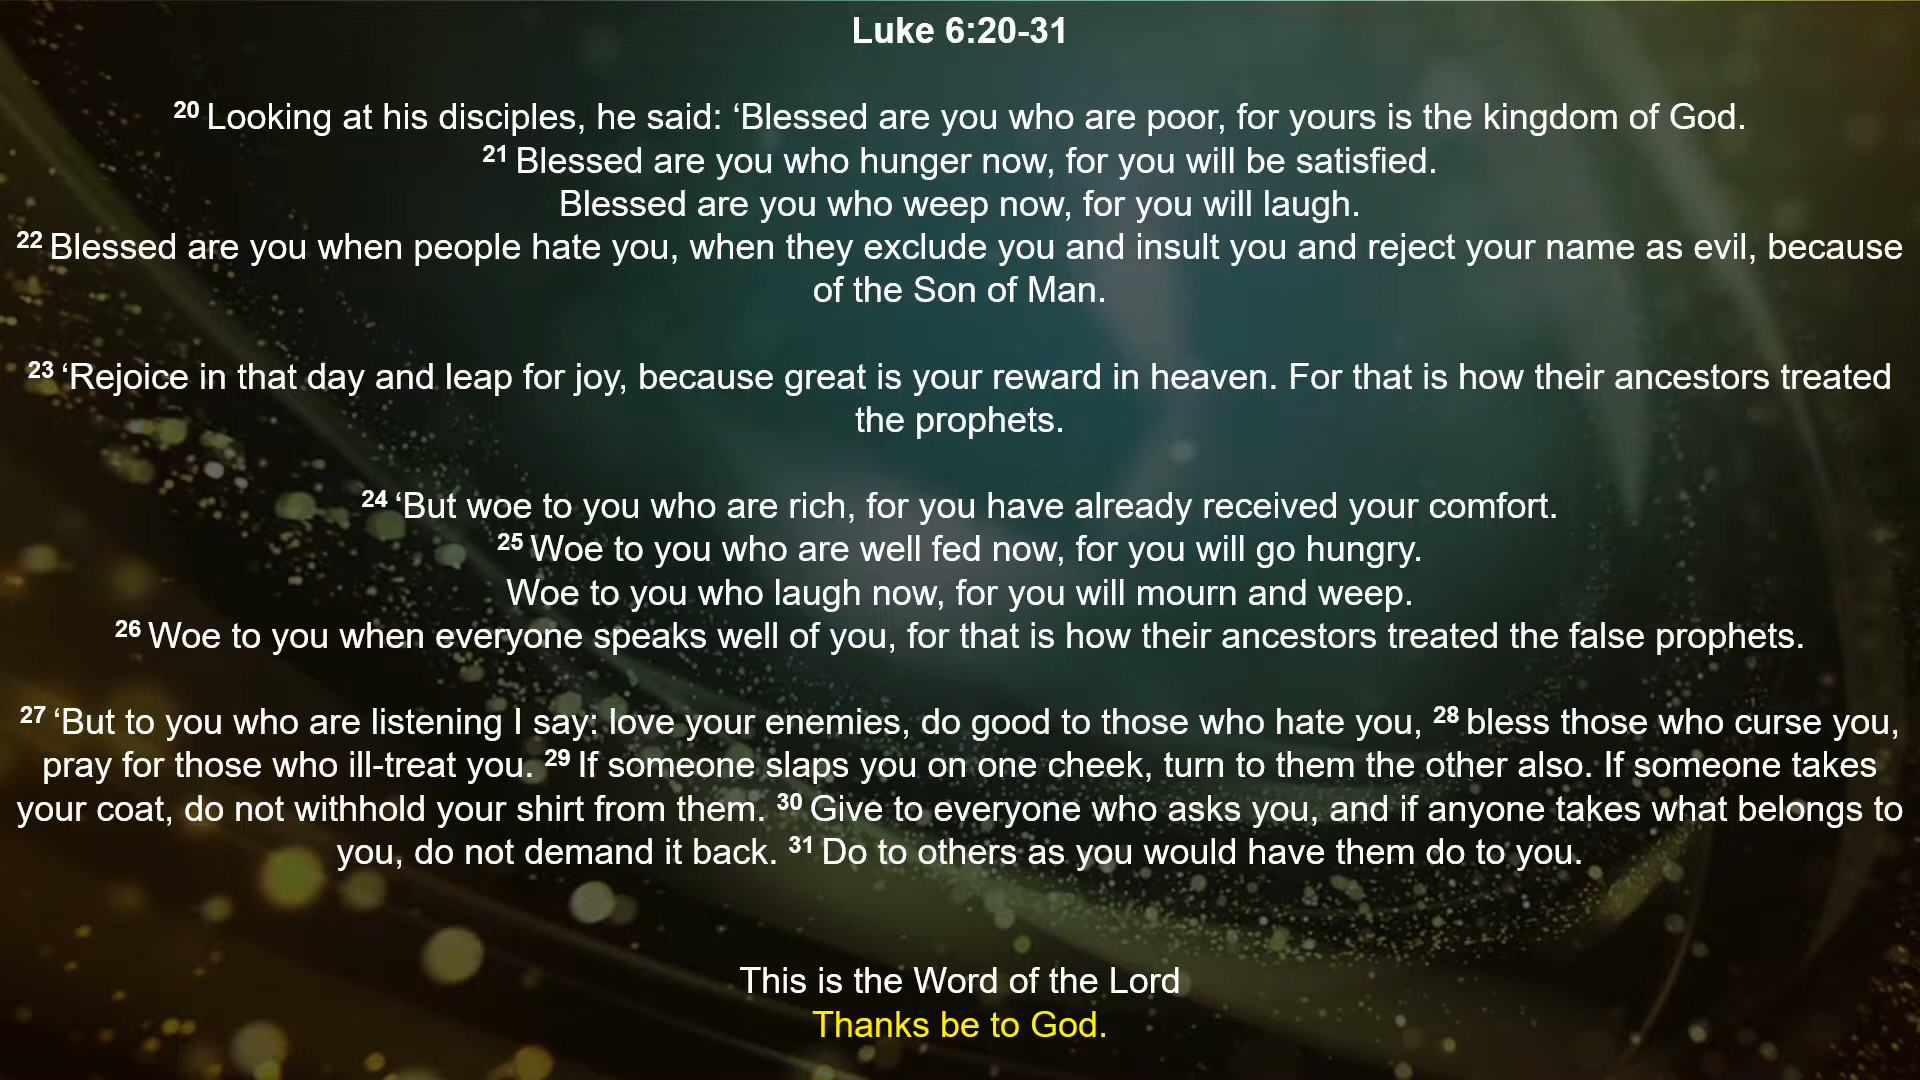 Luke 6:20-31
20 Looking at his disciples, he said: ‘Blessed are you who are poor, for yours is the kingdom of God.
21 Blessed are you who hunger now, for you will be satisfied.
Blessed are you who weep now, for you will laugh.
22 Blessed are you when people hate you, when they exclude you and insult you and reject your name as evil, because
of the Son of Man.
23 ‘Rejoice in that day and leap for joy, because great is your reward in heaven. For that is how their ancestors treated
the prophets.
24 ‘But woe to you who are rich, for you have already received your comfort.
25 Woe to you who are well fed now, for you will go hungry.
Woe to you who laugh now, for you will mourn and weep.
26 Woe to you when everyone speaks well of you, for that is how their ancestors treated the false prophets.
27 ‘But to you who are listening I say: love your enemies, do good to those who hate you, 28 bless those who curse you,
pray for those who ill-treat you. 29 If someone slaps you on one cheek, turn to them the other also. If someone takes
your coat, do not withhold your shirt from them. 30 Give to everyone who asks you, and if anyone takes what belongs to
you, do not demand it back. 31 Do to others as you would have them do to you.
This is the Word of the Lord
Thanks be to God.